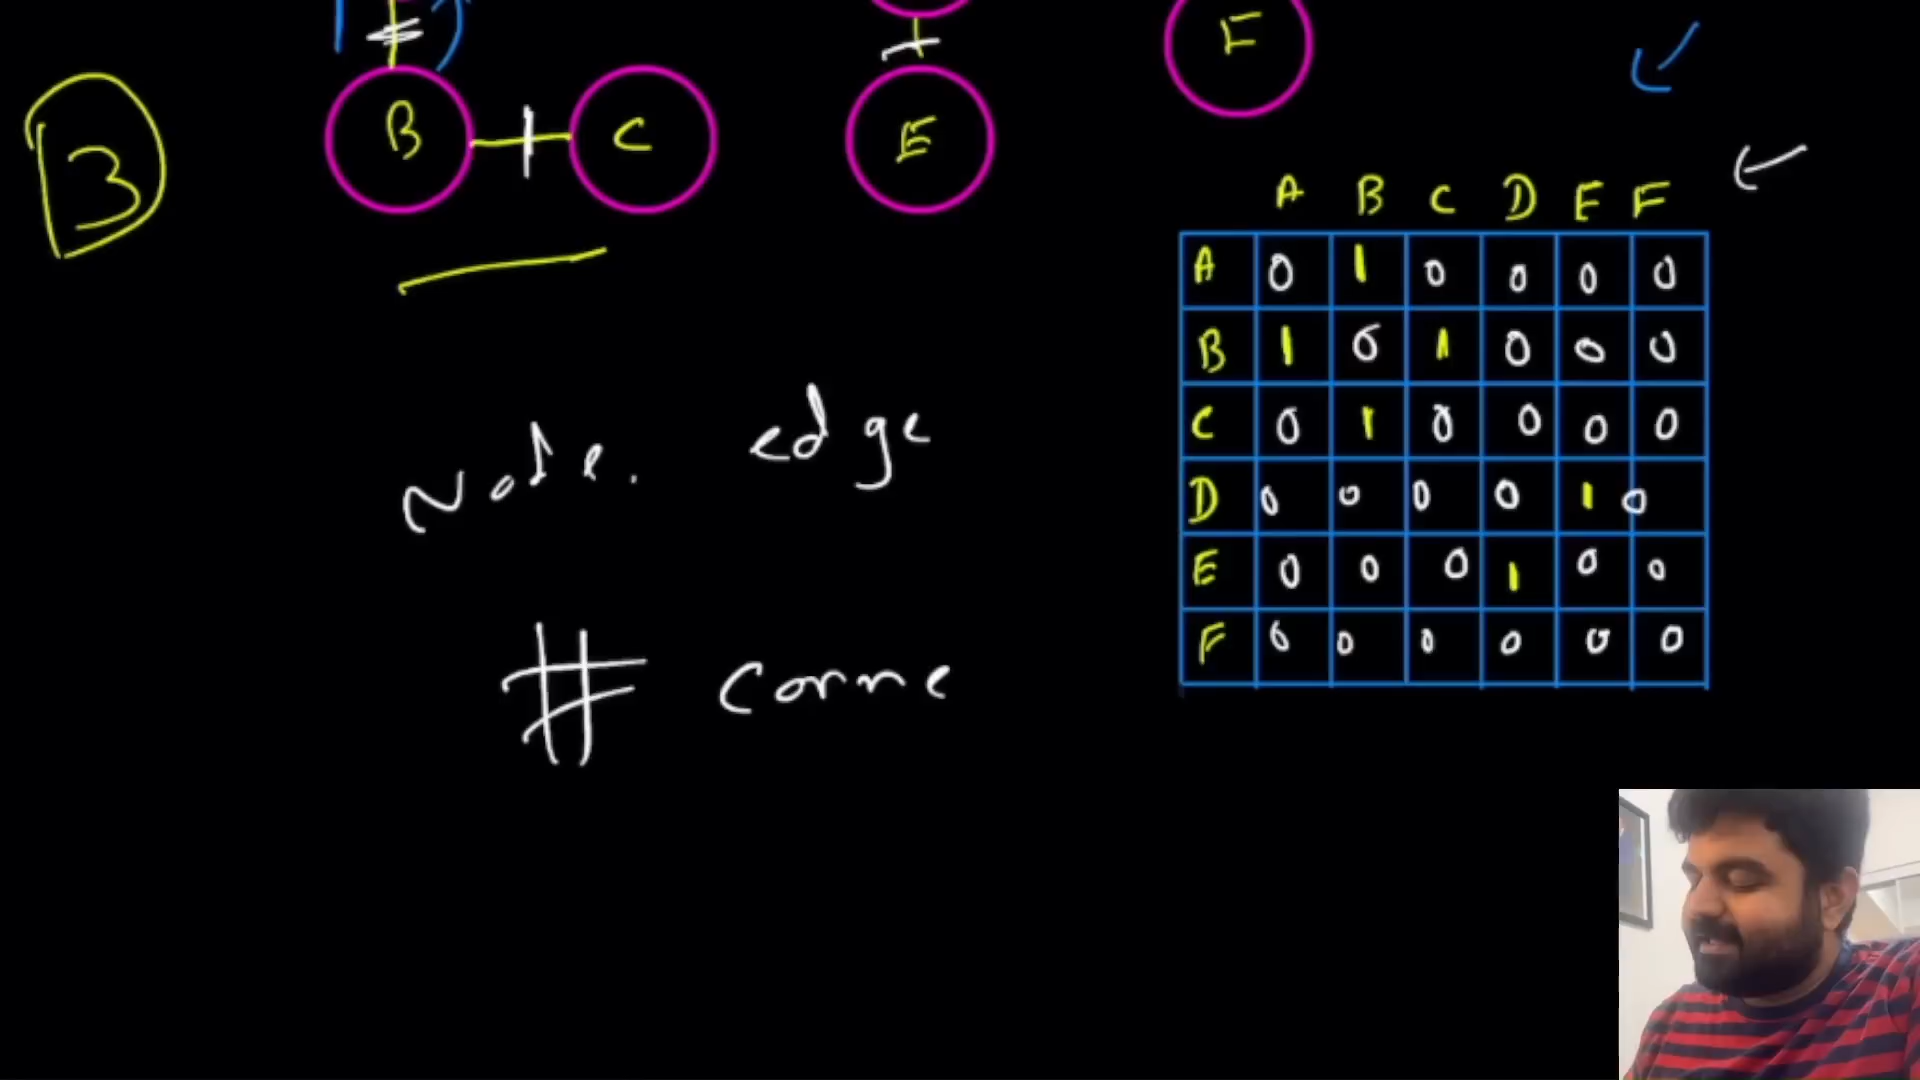 F
B C E
3
A B C D E F
A 0 1 0 0 0 0
B 1 0 1 0 0 0
C 0 1 0 0 0 0
D 0 0 0 0 1 0
E 0 0 0 1 0 0
F 0 0 0 0 0 0
Node. edge
# conne